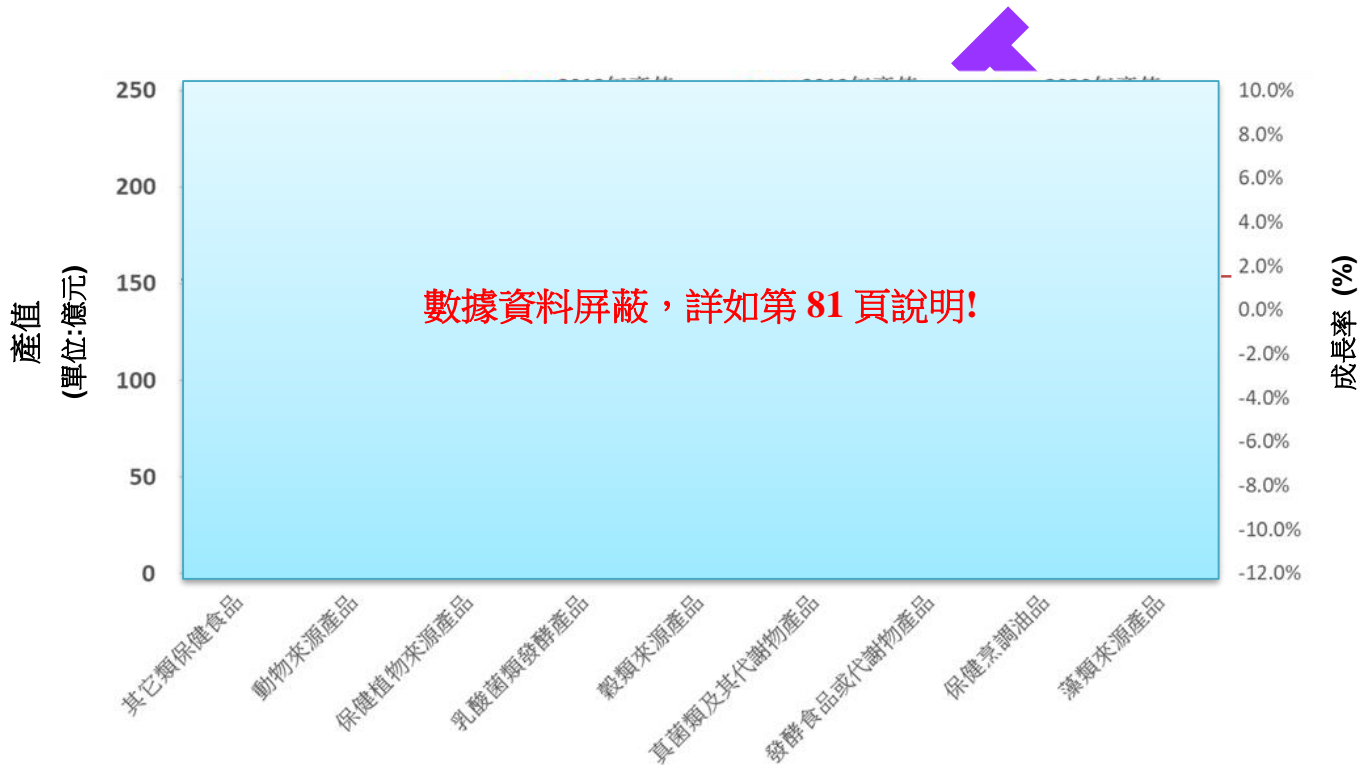 250
200
150
100
50
0
產值
(單位:億元)
數據資料屏蔽，詳如第 81 頁說明!
10.0%
8.0%
6.0%
4.0%
2.0%
0.0%
-2.0%
-4.0%
-6.0%
-8.0%
-10.0%
-12.0%
成長率 (%)
其它類保健食品
動物來源產品
保健植物來源產品
乳酸菌類發酵產品
穀類來源產品
真菌類及其代謝物產品
發酵食品或代謝物產品
保健烹調油品
藻類來源產品